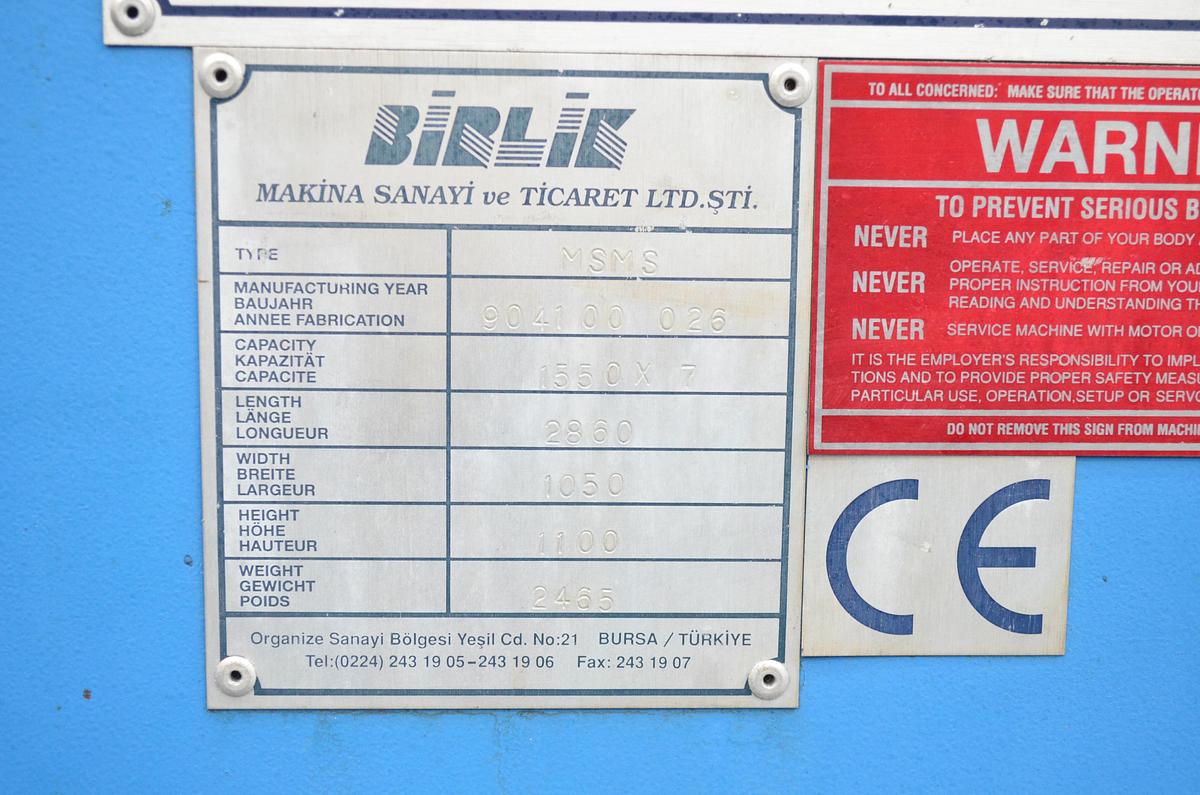 BİRLİK
MAKİNA SANAYİ ve TİCARET LTD.ŞTİ.
TYPE MSMS
MANUFACTURING YEAR
BAUJAHR
ANNEE FABRICATION 904100 026
CAPACITY
KAPAZITÄT
CAPACITE 1550 X 7
LENGTH
LÄNGE
LONGUEUR 2860
WIDTH
BREITE
LARGEUR 1050
HEIGHT
HÖHE
HAUTEUR 1100
WEIGHT
GEWICHT
POIDS 2465
Organize Sanayi Bölgesi Yeşil Cd. No:21 BURSA / TÜRKİYE
Tel:(0224) 243 19 05-243 19 06 Fax: 243 19 07
TO ALL CONCERNED: MAKE SURE THAT THE OPERATO
WARN
TO PREVENT SERIOUS B
NEVER PLACE ANY PART OF YOUR BODY
NEVER OPERATE, SERVICE, REPAIR OR AD
PROPER INSTRUCTION FROM YOU
READING AND UNDERSTANDING TH
NEVER SERVICE MACHINE WITH MOTOR O
IT IS THE EMPLOYER'S RESPONSIBILITY TO IMPL
TIONS AND TO PROVIDE PROPER SAFETY MEASU
PARTICULAR USE, OPERATION,SETUP OR SERVO
DO NOT REMOVE THIS SIGN FROM MACHI
CE